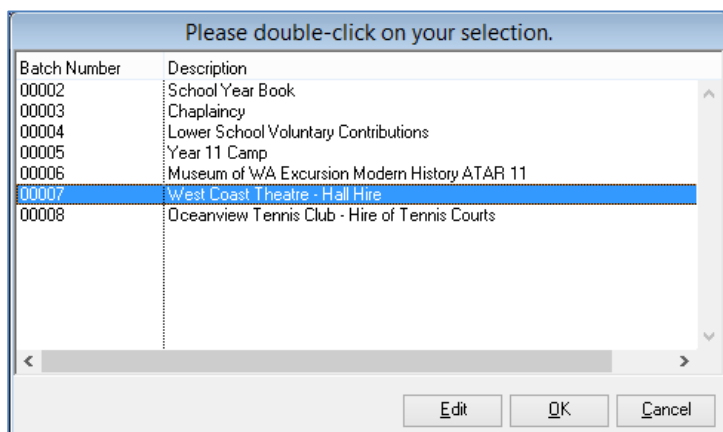 Please double-click on your selection.
Batch Number Description
00002 School Year Book
00003 Chaplaincy
00004 Lower School Voluntary Contributions
00005 Year 11 Camp
00006 Museum of WA Excursion Modern History ATAR 11
00007 West Coast Theatre - Hall Hire
00008 Oceanview Tennis Club - Hire of Tennis Courts
Edit OK Cancel